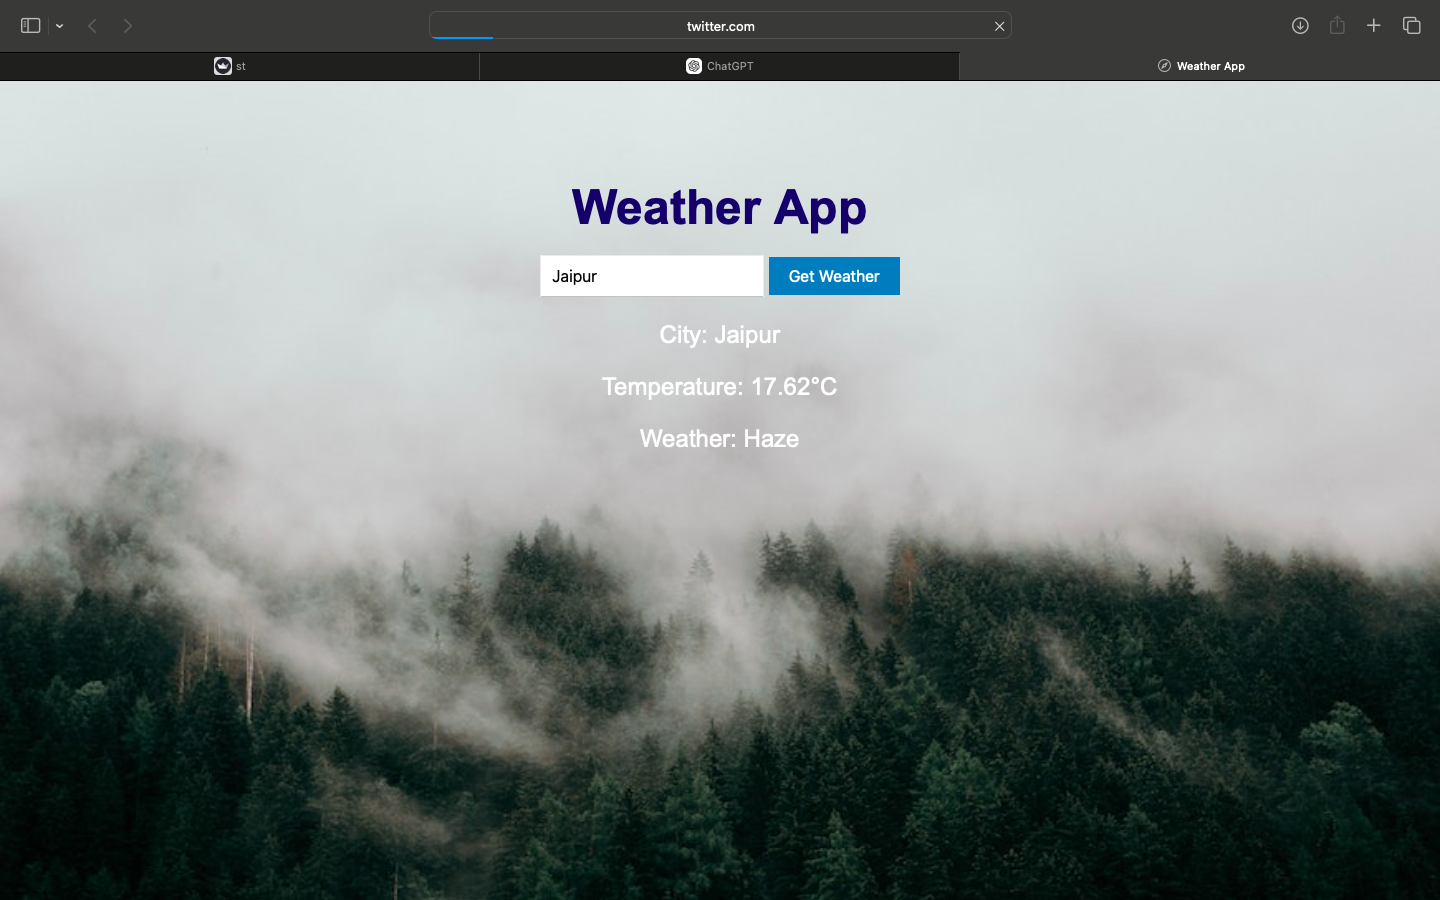 twitter.com
st
ChatGPT
Weather App
Weather App
Jaipur
Get Weather
City: Jaipur
Temperature: 17.62°C
Weather: Haze